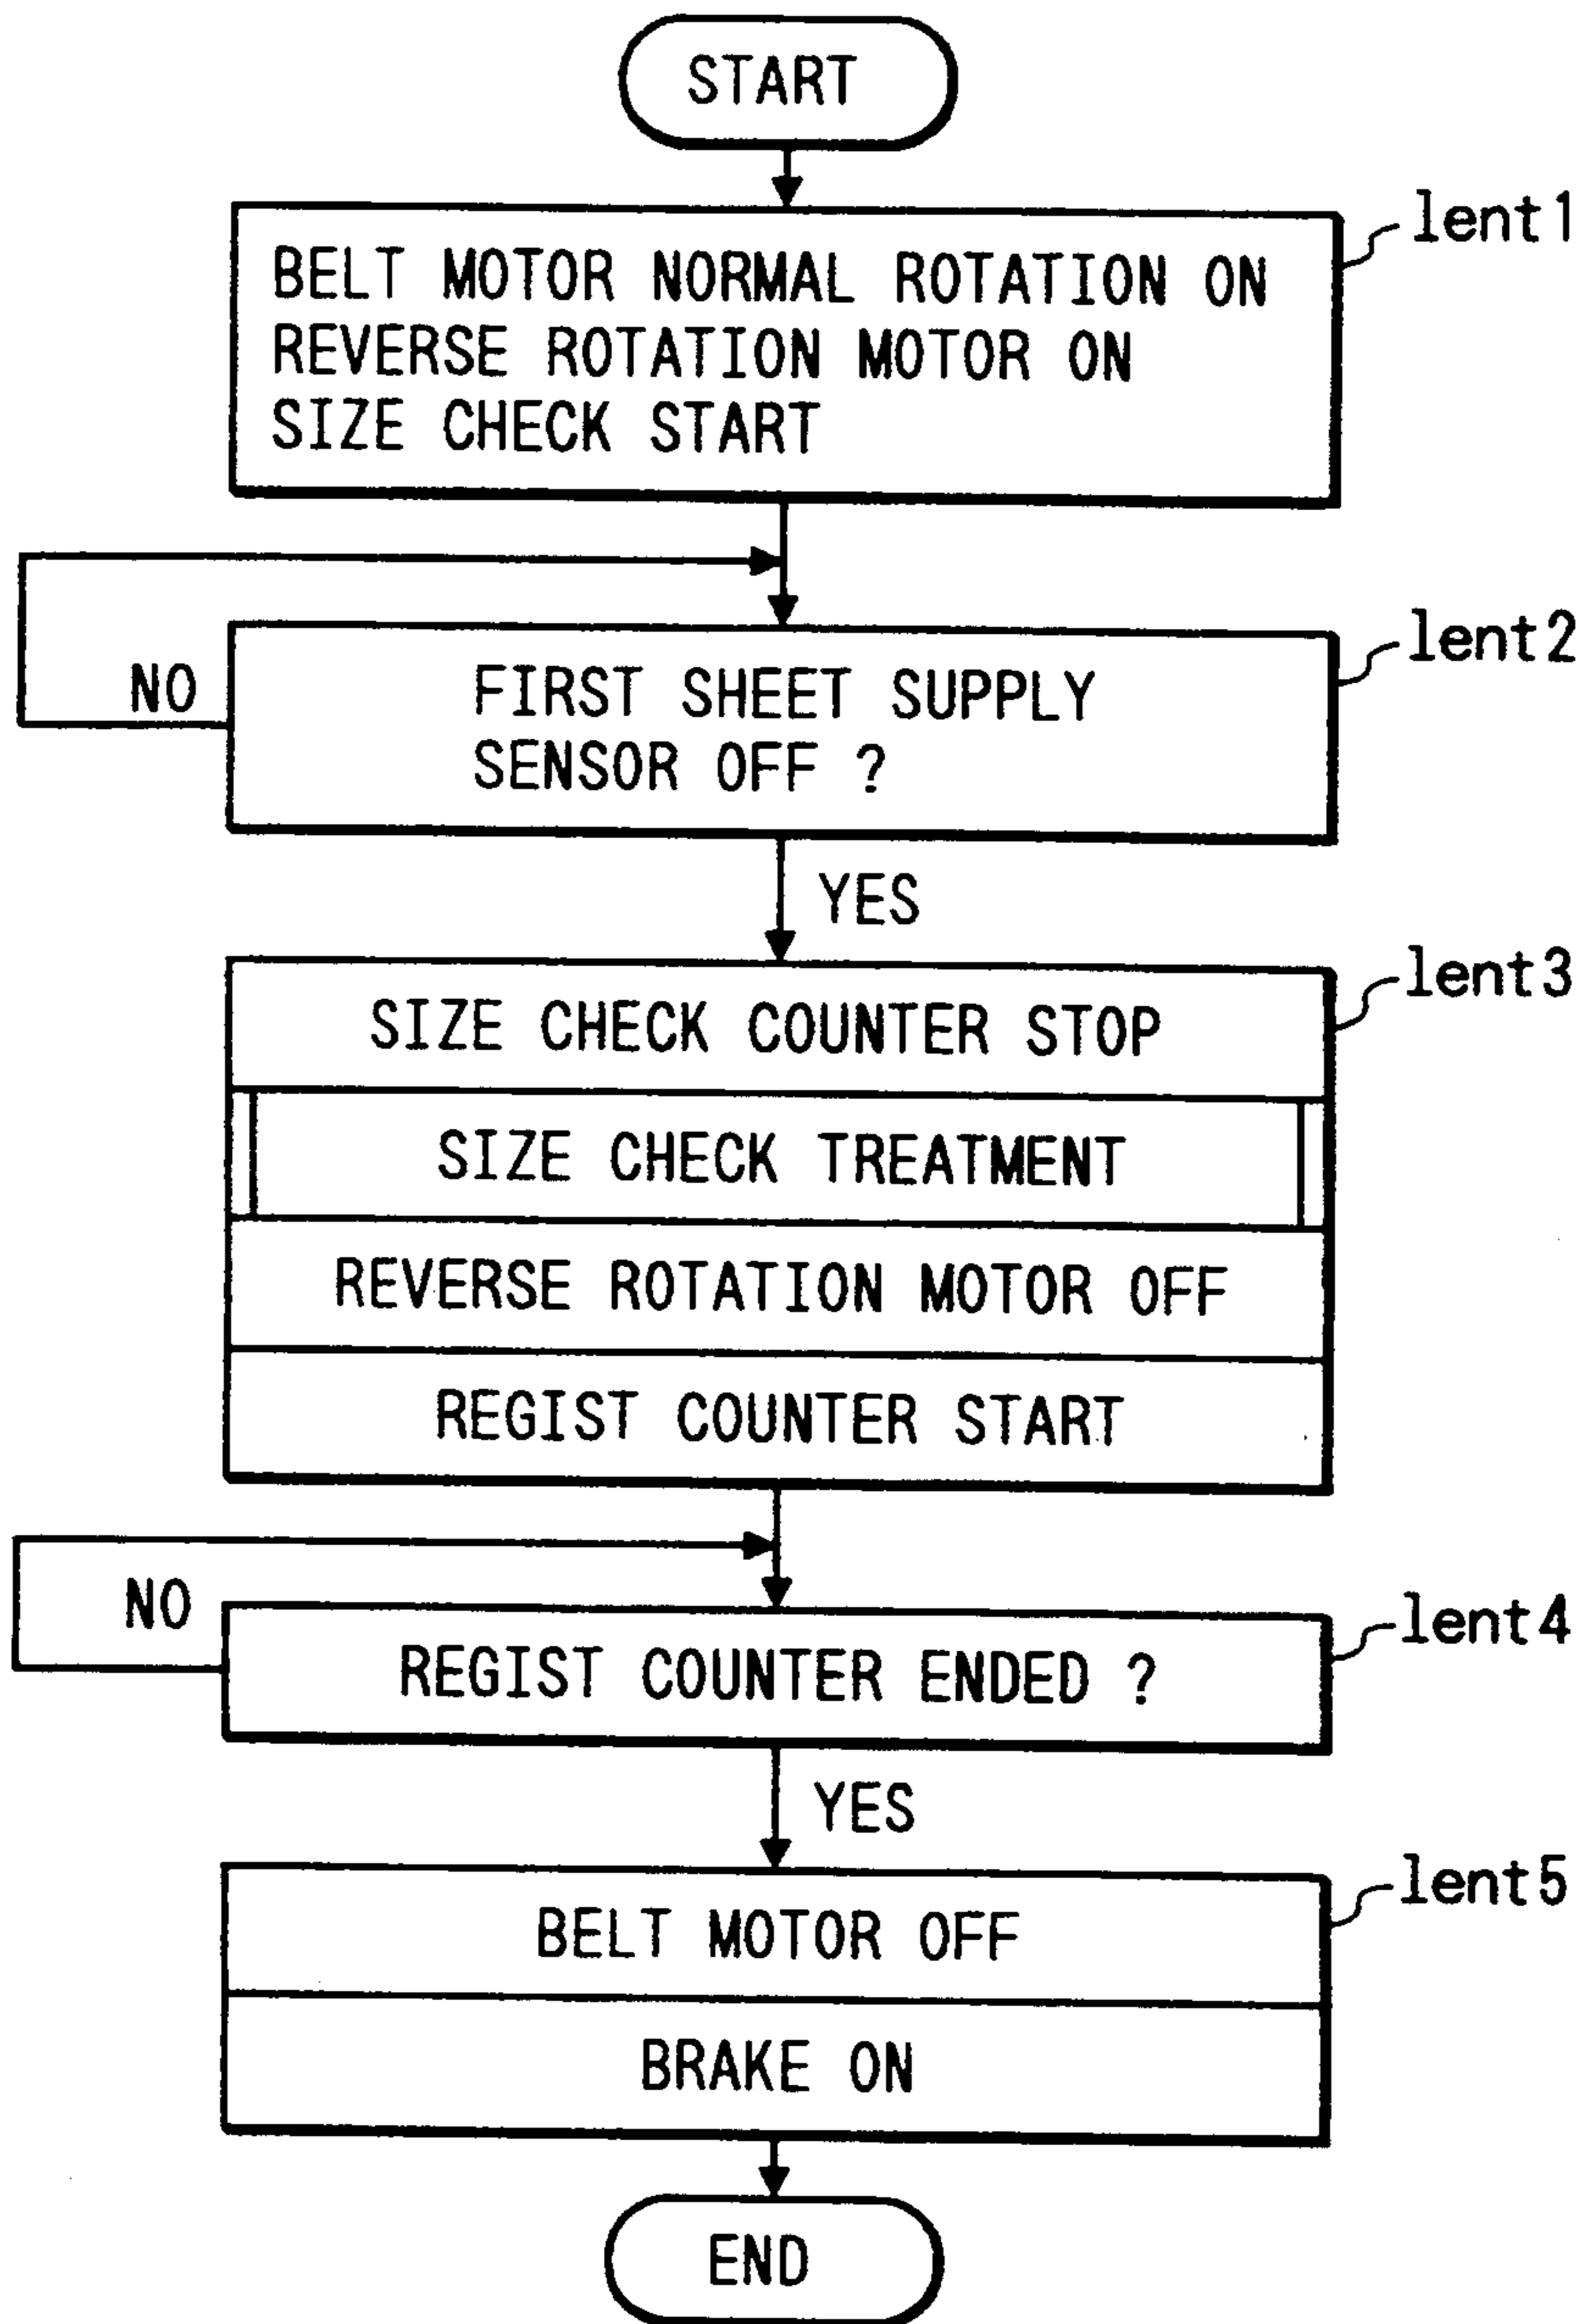 START
lent1
BELT MOTOR NORMAL ROTATION ON
REVERSE ROTATION MOTOR ON
SIZE CHECK START
lent2
NO
FIRST SHEET SUPPLY
SENSOR OFF ?
YES
lent3
SIZE CHECK COUNTER STOP
SIZE CHECK TREATMENT
REVERSE ROTATION MOTOR OFF
REGIST COUNTER START
NO
lent4
REGIST COUNTER ENDED ?
YES
lent5
BELT MOTOR OFF
BRAKE ON
END